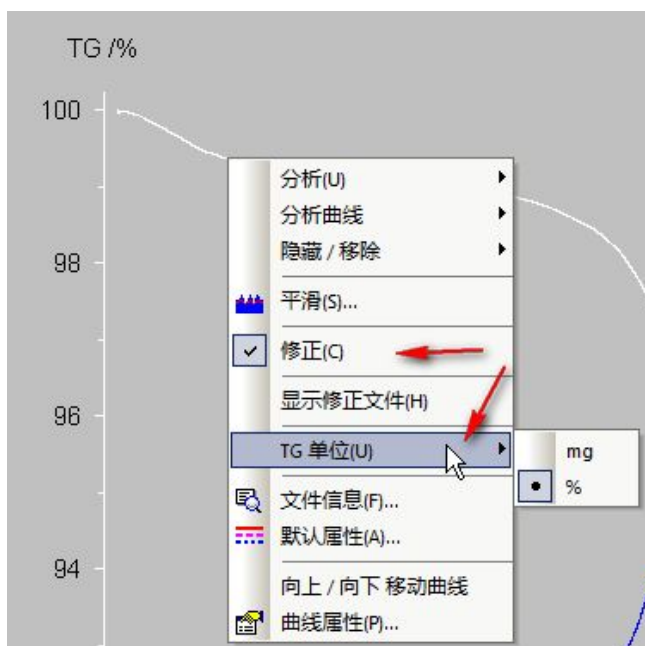 TG /%
100
98
96
94
分析(U)
分析曲线
隐藏 / 移除
平滑(S)...
修正(C)
显示修正文件(H)
TG 单位(U)
mg
%
文件信息(F)...
默认属性(A)...
向上 / 向下 移动曲线
曲线属性(P)...